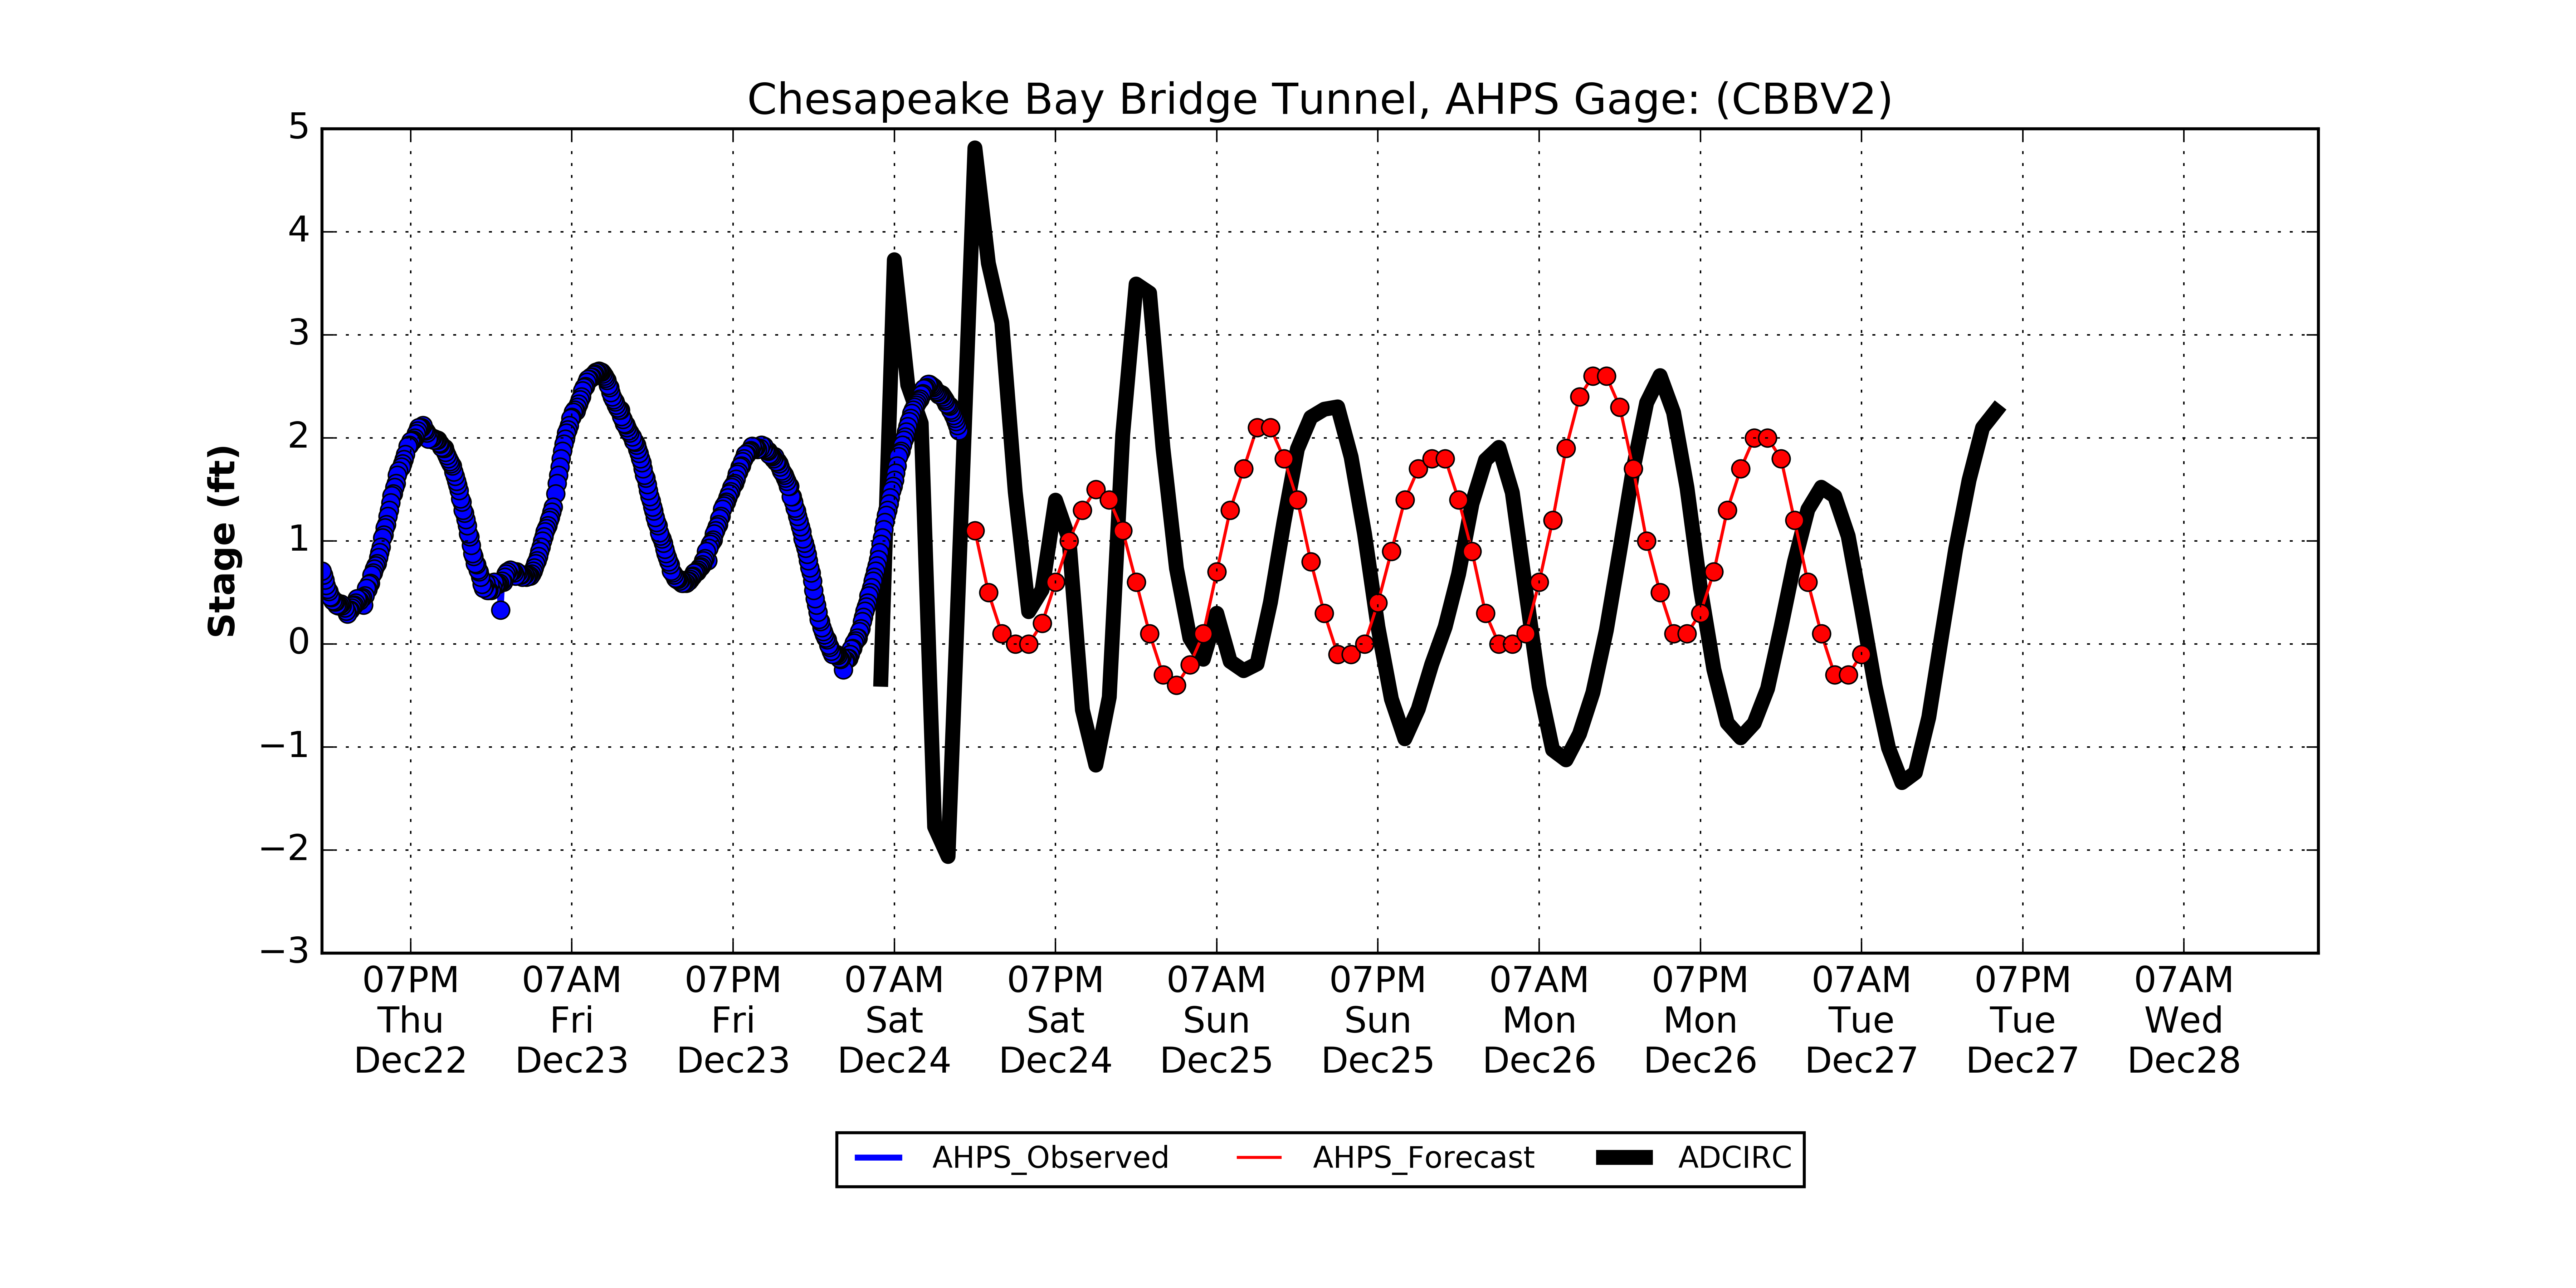 Chesapeake Bay Bridge Tunnel, AHPS Gage: (CBBV2)
5
4
3
2
1
0
−1
−2
−3
Stage (ft)
07PM 07AM 07PM 07AM 07PM 07AM 07PM 07AM 07PM 07AM 07PM 07AM
Thu Fri Fri Sat Sat Sun Sun Mon Mon Tue Tue Wed
Dec22 Dec23 Dec23 Dec24 Dec24 Dec25 Dec25 Dec26 Dec26 Dec27 Dec27 Dec28
AHPS_Observed AHPS_Forecast ADCIRC